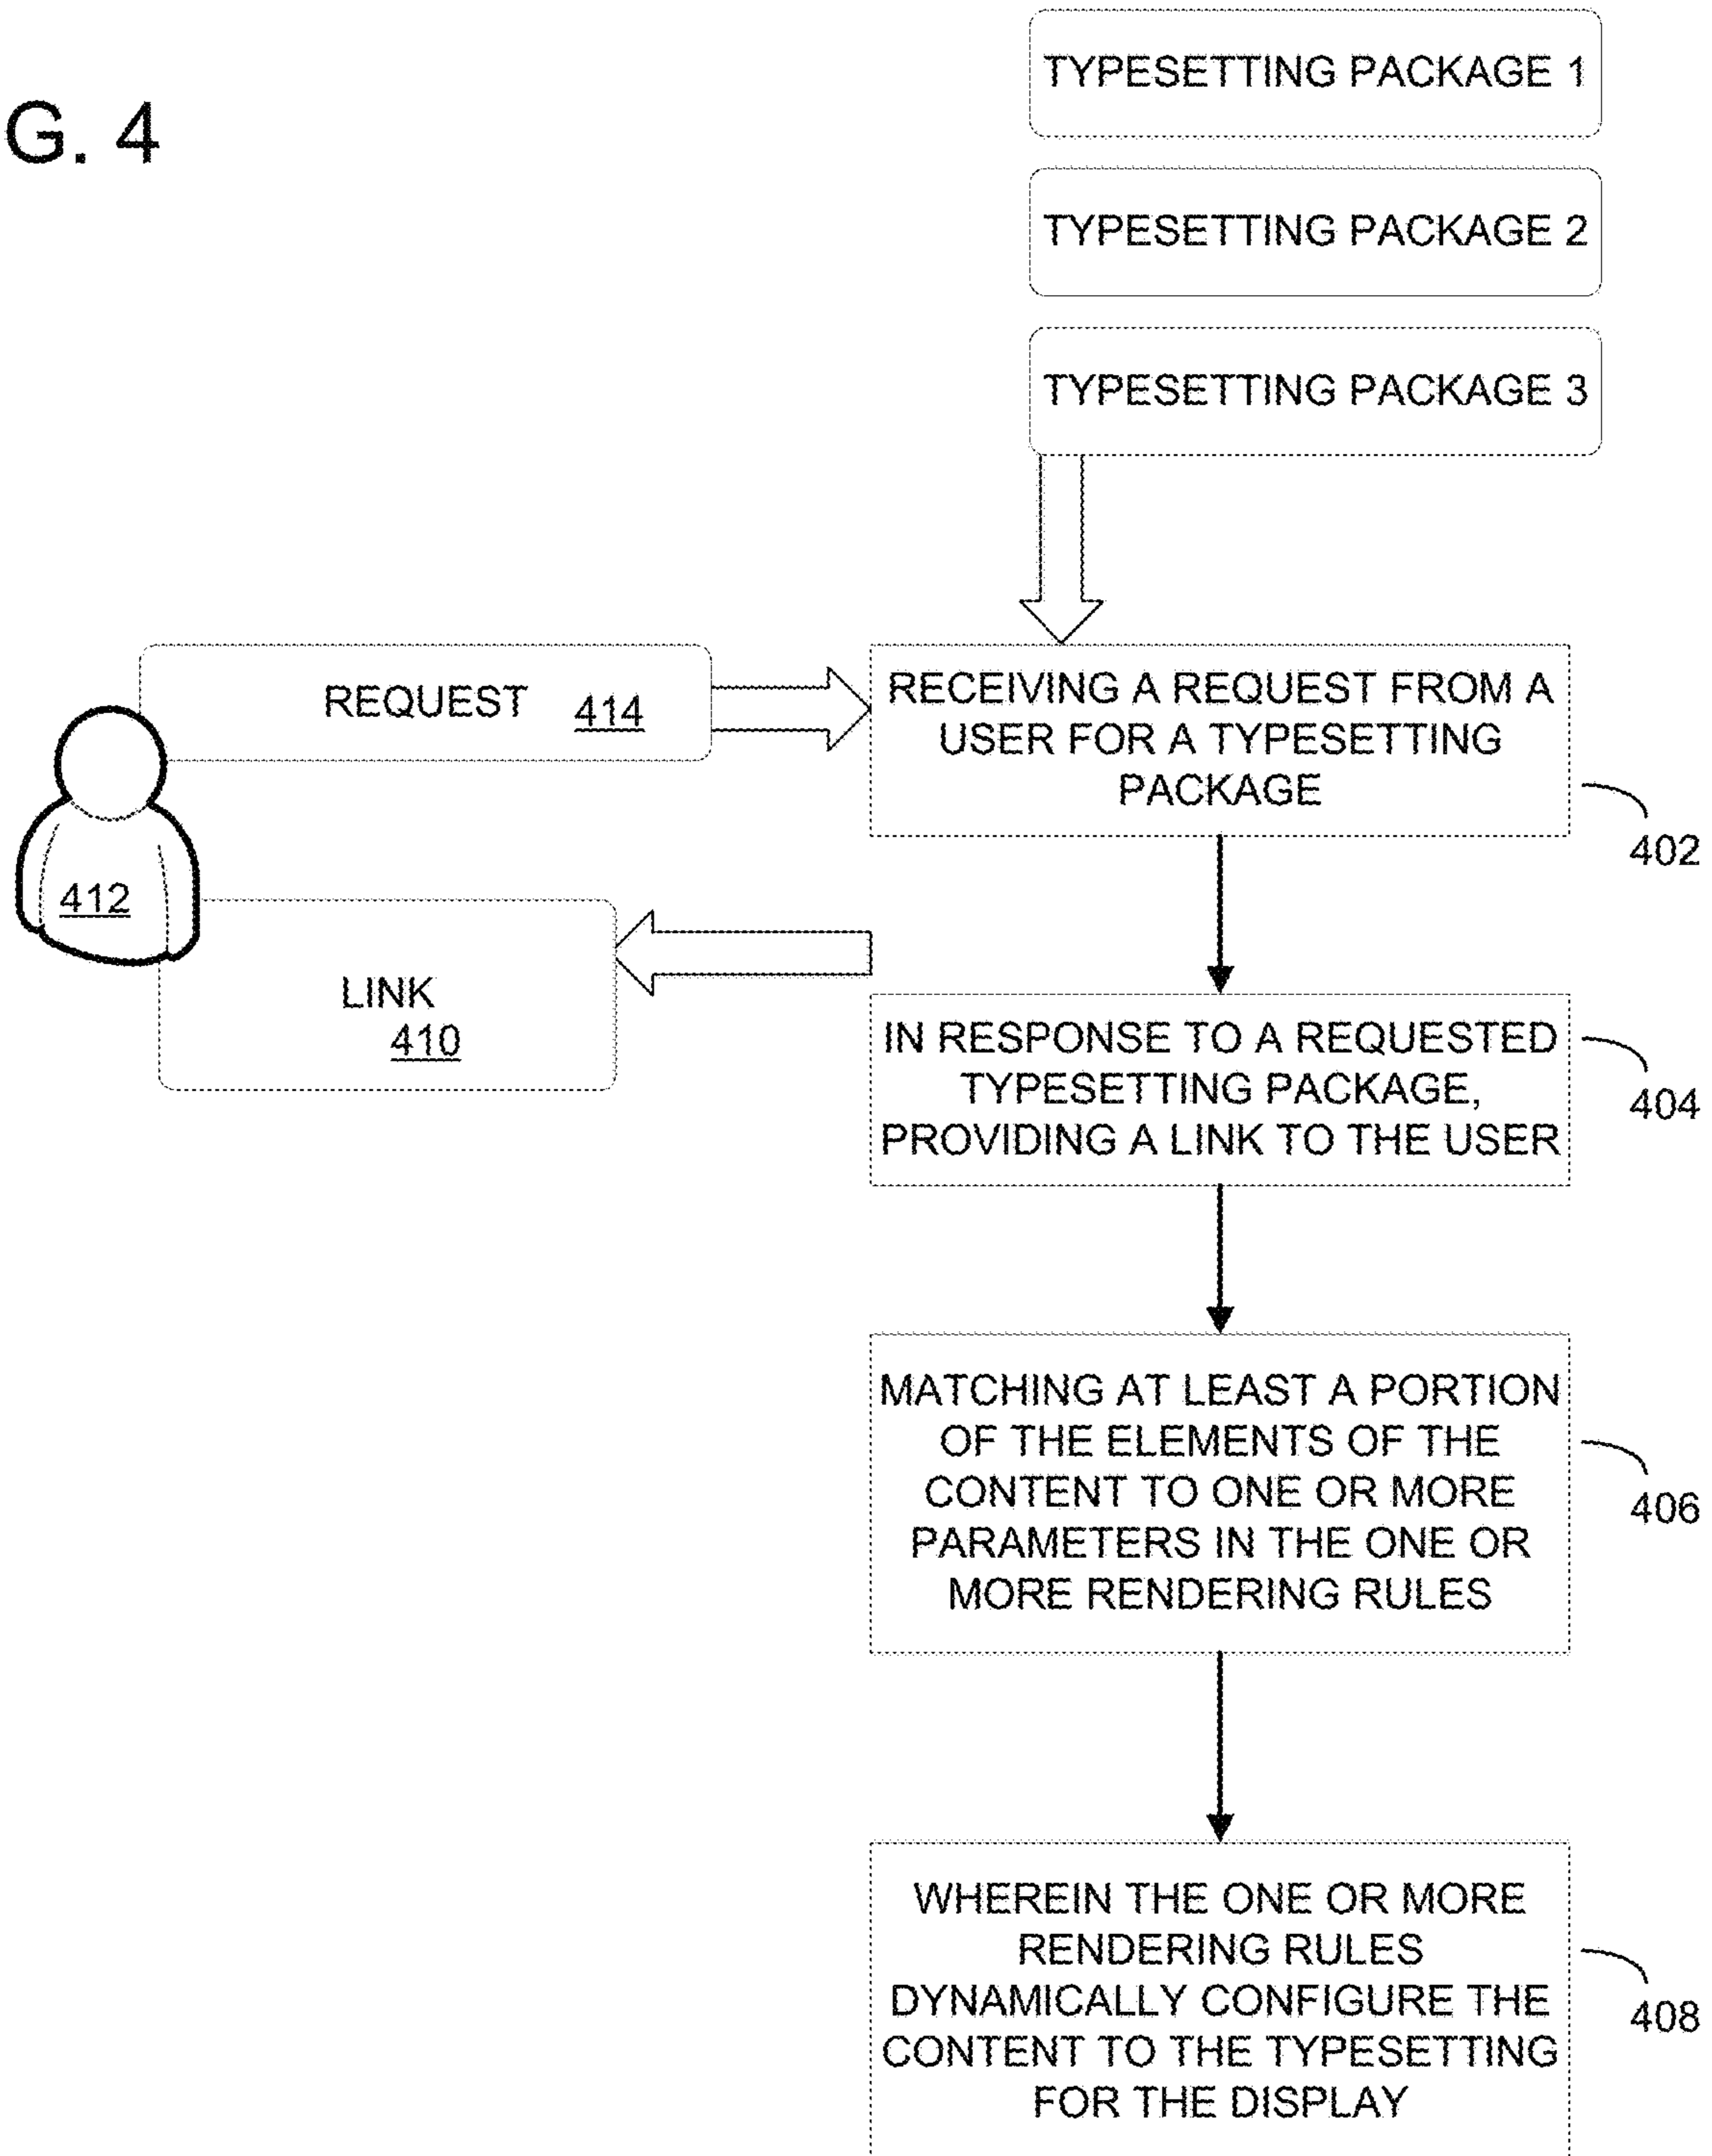 G. 4
TYPESETTING PACKAGE 1
TYPESETTING PACKAGE 2
TYPESETTING PACKAGE 3
REQUEST 414
RECEIVING A REQUEST FROM A
USER FOR A TYPESETTING
PACKAGE
402
412
LINK
410
IN RESPONSE TO A REQUESTED
TYPESETTING PACKAGE,
PROVIDING A LINK TO THE USER
404
MATCHING AT LEAST A PORTION
OF THE ELEMENTS OF THE
CONTENT TO ONE OR MORE
PARAMETERS IN THE ONE OR
MORE RENDERING RULES
406
WHEREIN THE ONE OR MORE
RENDERING RULES
DYNAMICALLY CONFIGURE THE
CONTENT TO THE TYPESETTING
FOR THE DISPLAY
408